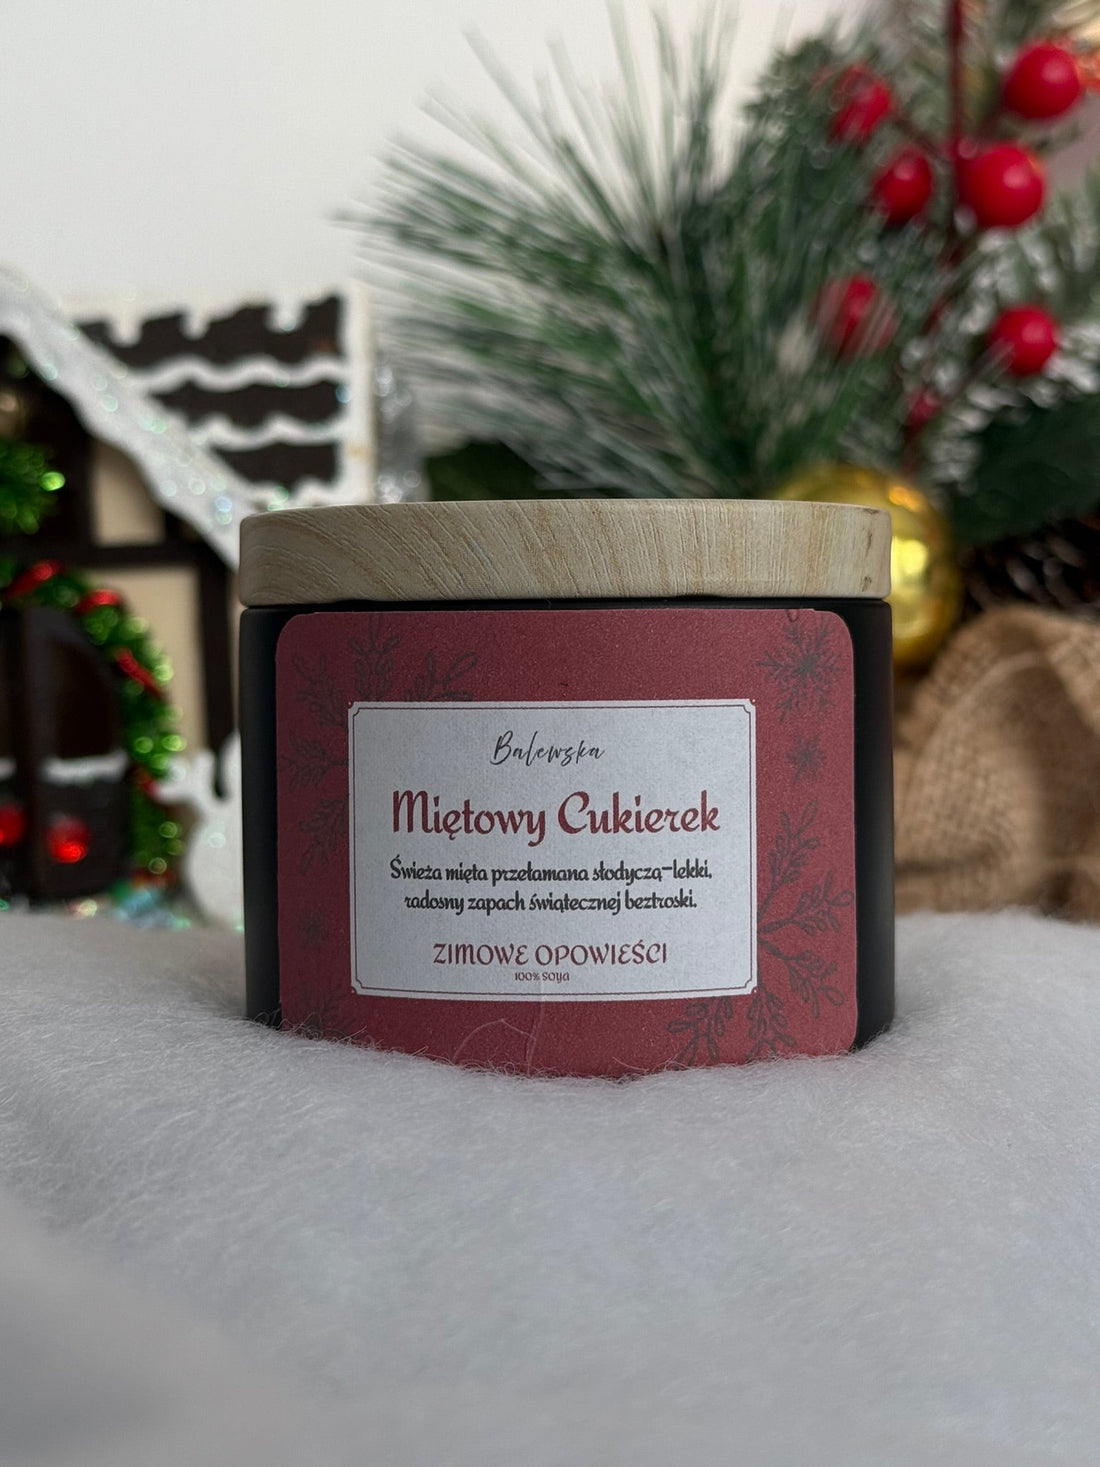 Balewska
Miętowy Cukierek
Świeża mięta przełamana słodyczą-lekki,
radosny zapach świątecznej beztroski.
ZIMOWE OPOWIEŚCI
100% soya